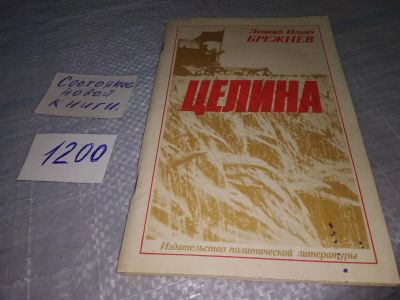 Леонид Ильич
БРЕЖНЕВ
ЦЕЛИНА
Издательство политической литературы
Состояние
новой
книги.
1200